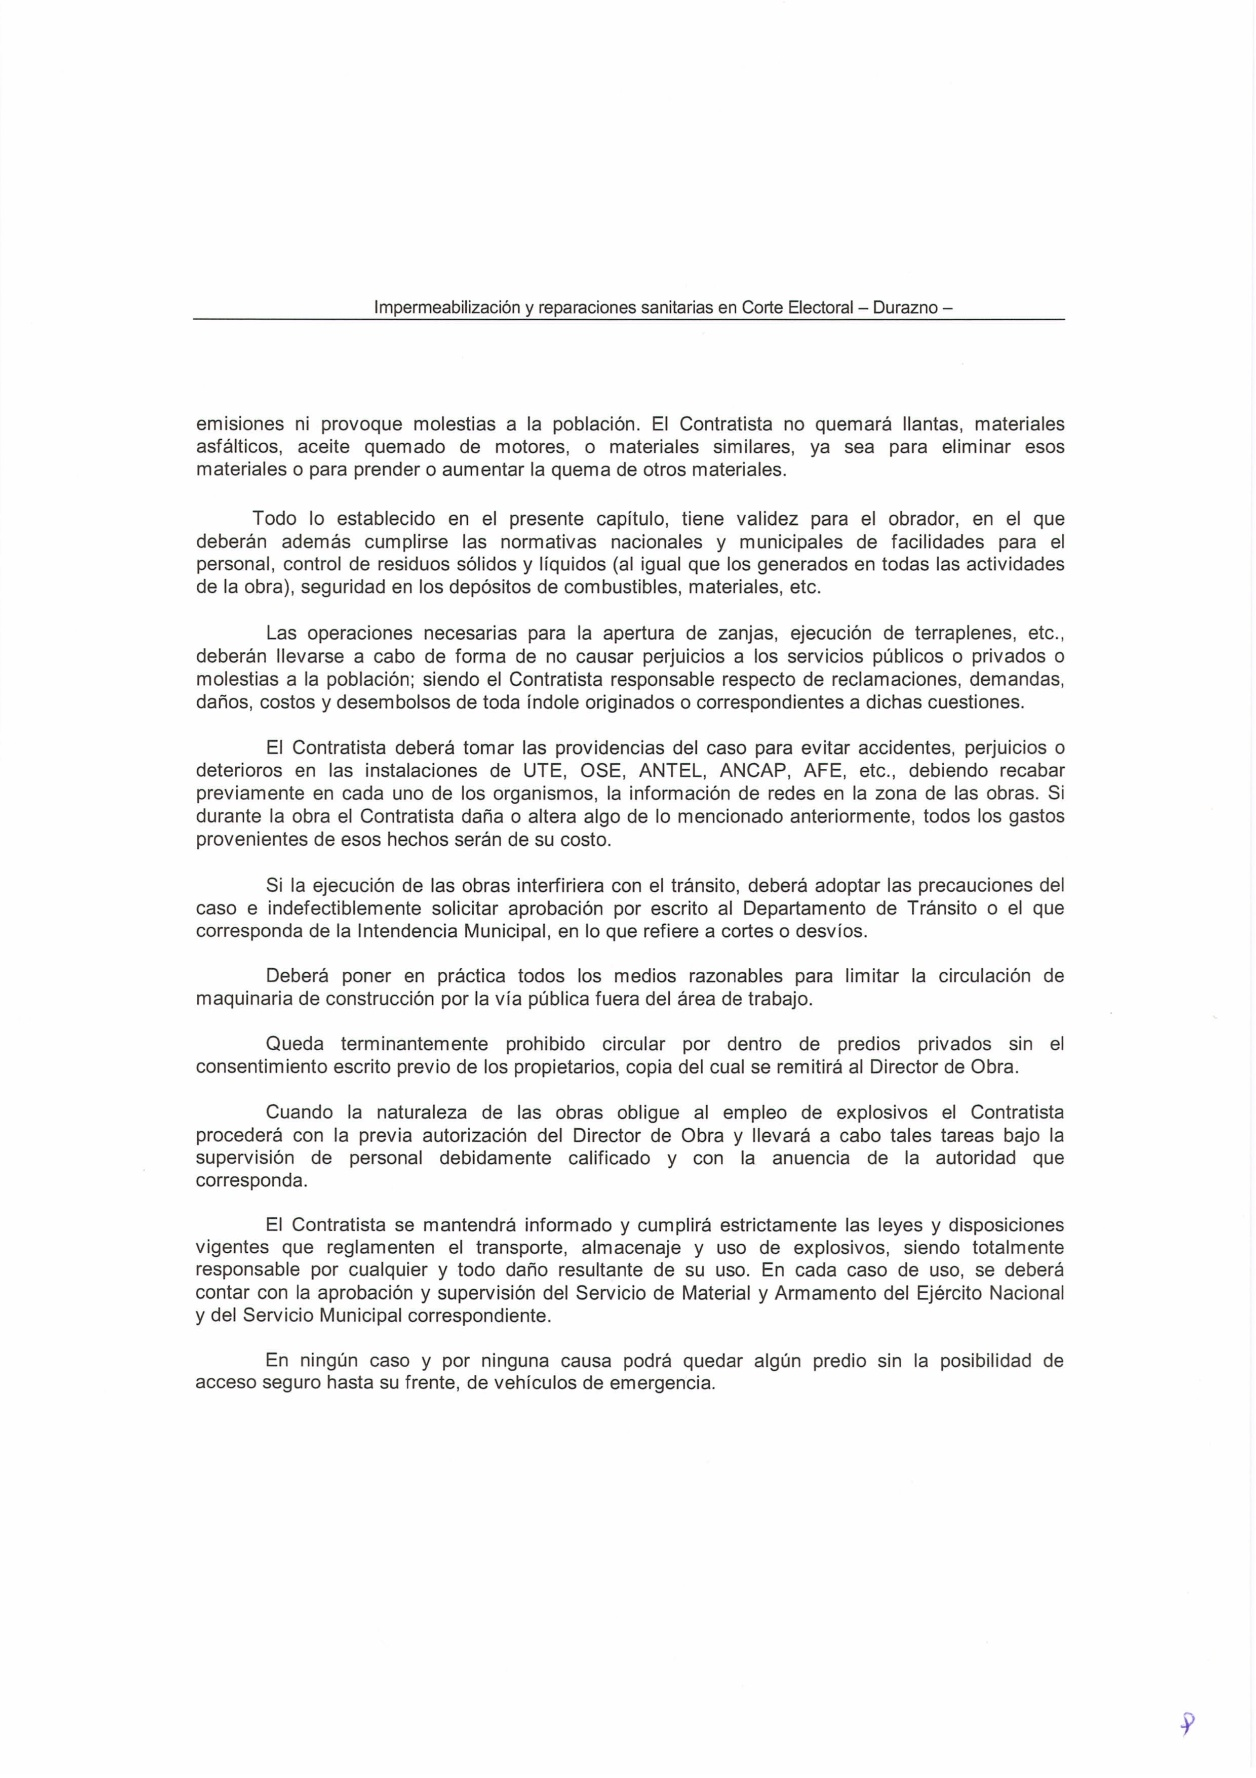 Impermeabilización y reparaciones sanitarias en Corte Electoral – Durazno –
emisiones ni provoque molestias a la población. El Contratista no quemará llantas, materiales
asfálticos, aceite quemado de motores, o materiales similares, ya sea para eliminar esos
materiales o para prender o aumentar la quema de otros materiales.
Todo lo establecido en el presente capítulo, tiene validez para el obrador, en el que
deberán además cumplirse las normativas nacionales y municipales de facilidades para el
personal, control de residuos sólidos y líquidos (al igual que los generados en todas las actividades
de la obra), seguridad en los depósitos de combustibles, materiales, etc.
Las operaciones necesarias para la apertura de zanjas, ejecución de terraplenes, etc.,
deberán llevarse a cabo de forma de no causar perjuicios a los servicios públicos o privados o
molestias a la población; siendo el Contratista responsable respecto de reclamaciones, demandas,
daños, costos y desembolsos de toda índole originados o correspondientes a dichas cuestiones.
El Contratista deberá tomar las providencias del caso para evitar accidentes, perjuicios o
deterioros en las instalaciones de UTE, OSE, ANTEL, ANCAP, AFE, etc., debiendo recabar
previamente en cada uno de los organismos, la información de redes en la zona de las obras. Si
durante la obra el Contratista daña o altera algo de lo mencionado anteriormente, todos los gastos
provenientes de esos hechos serán de su costo.
Si la ejecución de las obras interfiriera con el tránsito, deberá adoptar las precauciones del
caso e indefectiblemente solicitar aprobación por escrito al Departamento de Tránsito o el que
corresponda de la Intendencia Municipal, en lo que refiere a cortes o desvíos.
Deberá poner en práctica todos los medios razonables para limitar la circulación de
maquinaria de construcción por la vía pública fuera del área de trabajo.
Queda terminantemente prohibido circular por dentro de predios privados sin el
consentimiento escrito previo de los propietarios, copia del cual se remitirá al Director de Obra.
Cuando la naturaleza de las obras obligue al empleo de explosivos el Contratista
procederá con la previa autorización del Director de Obra y llevará a cabo tales tareas bajo la
supervisión de personal debidamente calificado y con la anuencia de la autoridad que
corresponda.
El Contratista se mantendrá informado y cumplirá estrictamente las leyes y disposiciones
vigentes que reglamenten el transporte, almacenaje y uso de explosivos, siendo totalmente
responsable por cualquier y todo daño resultante de su uso. En cada caso de uso, se deberá
contar con la aprobación y supervisión del Servicio de Material y Armamento del Ejército Nacional
y del Servicio Municipal correspondiente.
En ningún caso y por ninguna causa podrá quedar algún predio sin la posibilidad de
acceso seguro hasta su frente, de vehículos de emergencia.